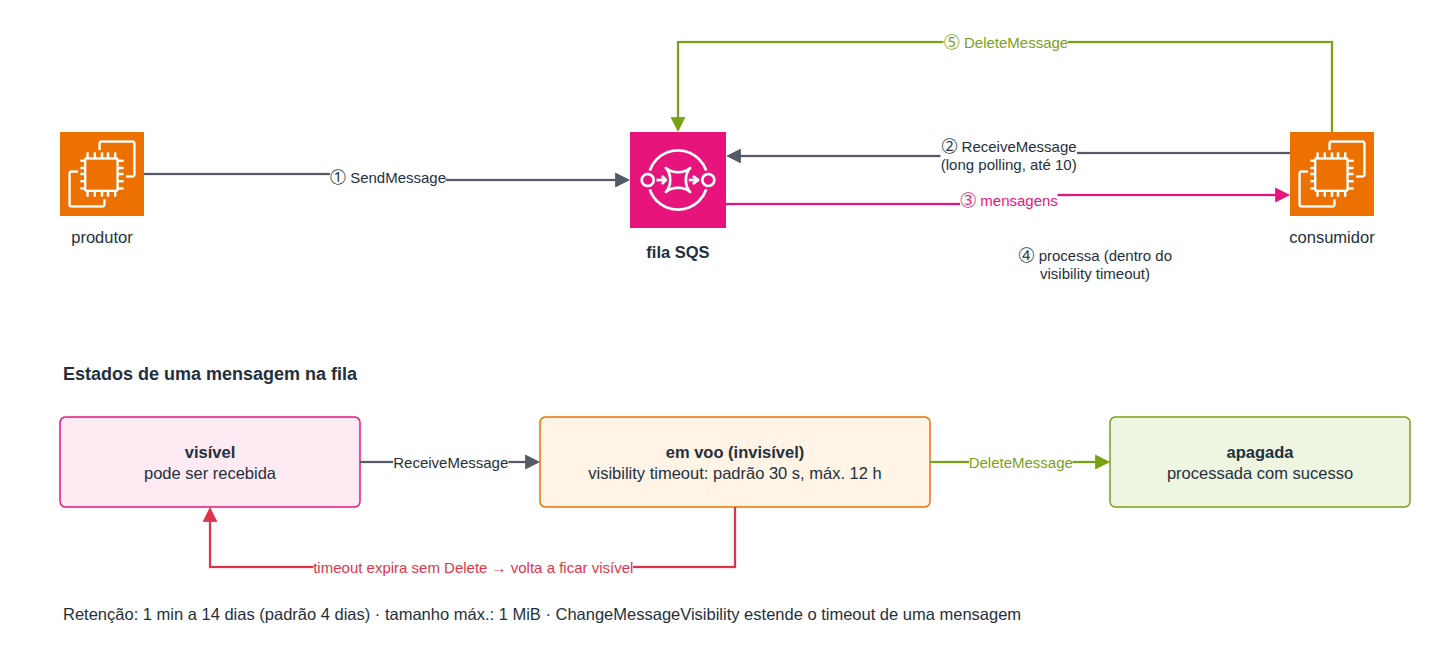 ⑤ DeleteMessage
② ReceiveMessage
(long polling, até 10)
① SendMessage
③ mensagens
produtor
fila SQS
consumidor
④ processa (dentro do
visibility timeout)
Estados de uma mensagem na fila
visível
pode ser recebida
ReceiveMessage
em voo (invisível)
visibility timeout: padrão 30 s, máx. 12 h
DeleteMessage
apagada
processada com sucesso
timeout expira sem Delete → volta a ficar visível
Retenção: 1 min a 14 dias (padrão 4 dias) · tamanho máx.: 1 MiB · ChangeMessageVisibility estende o timeout de uma mensagem